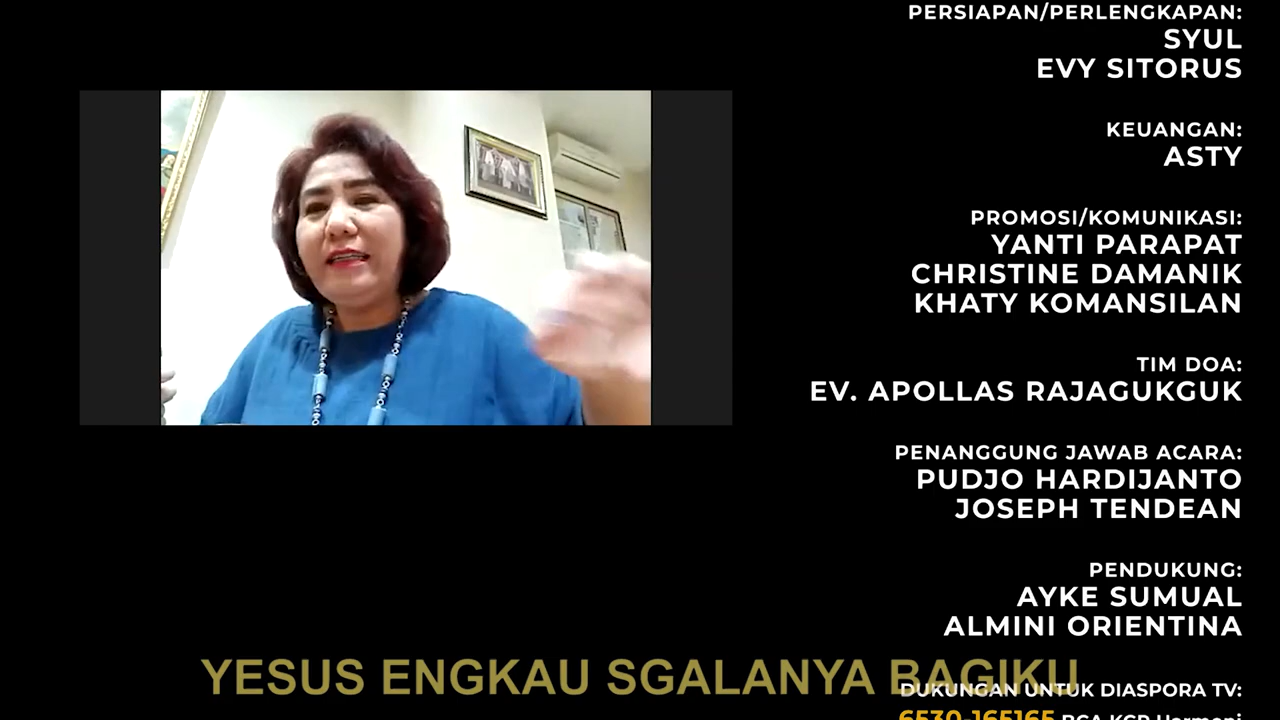 PERSIAPAN/PERLENGKAPAN:
SYUL
EVY SITORUS
KEUANGAN:
ASTY
PROMOSI/KOMUNIKASI:
YANTI PARAPAT
CHRISTINE DAMANIK
KHATY KOMANSILAN
TIM DOA:
EV. APOLLAS RAJAGUKGUK
PENANGGUNG JAWAB ACARA:
PUDJO HARDIJANTO
JOSEPH TENDEAN
PENDUKUNG:
AYKE SUMUAL
ALMINI ORIENTINA
YESUS ENGKAU SGALANYA BAGIKU
DUKUNGAN UNTUK DIASPORA TV:
6530-165165 BCA KCP Hermoni